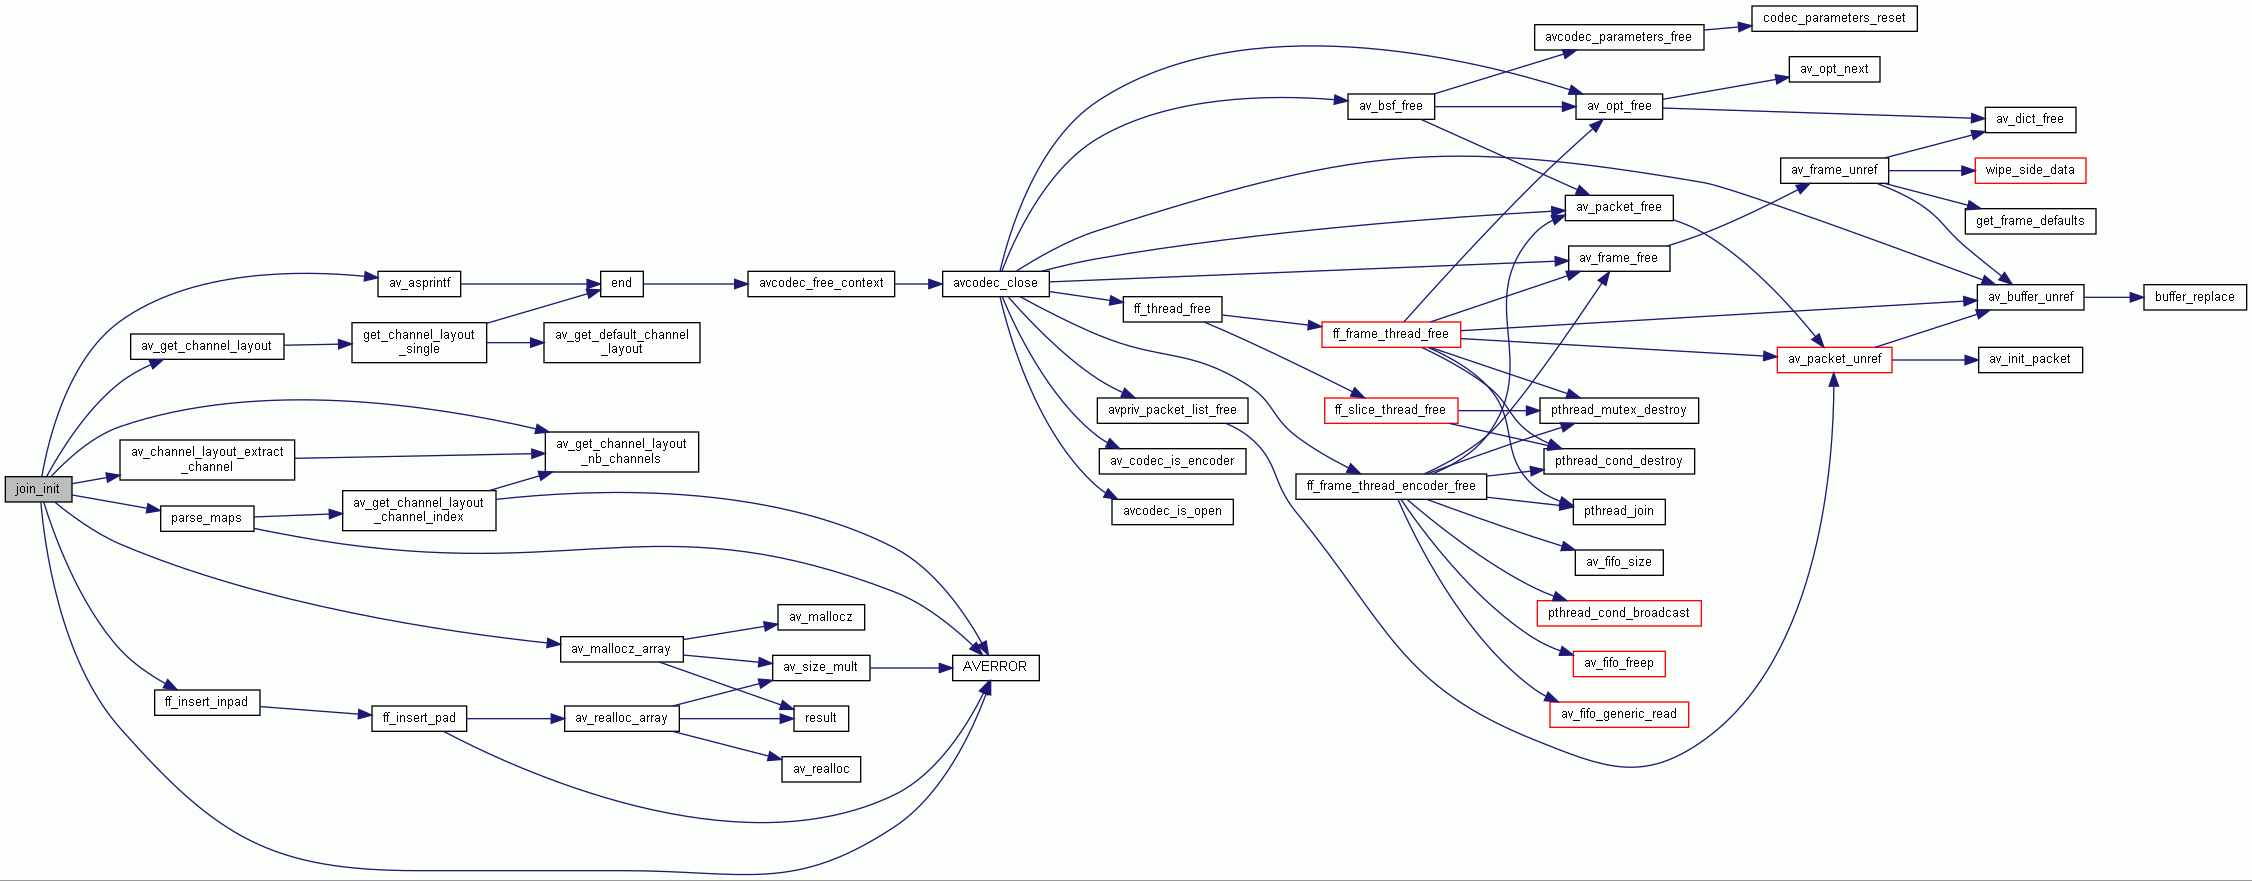 join_init
av_asprintf
av_get_channel_layout
get_channel_layout
_single
av_channel_layout_extract
_channel
parse_maps
av_get_channel_layout
_channel_index
ff_insert_inpad
ff_insert_pad
end
av_get_default_channel
_layout
av_get_channel_layout
_nb_channels
av_mallocz_array
av_realloc_array
avcodec_free_context
av_mallocz
av_size_mult
result
av_realloc
avcodec_close
AVERROR
ff_thread_free
avpriv_packet_list_free
av_codec_is_encoder
avcodec_is_open
av_bsf_free
ff_frame_thread_free
ff_slice_thread_free
ff_frame_thread_encoder_free
avcodec_parameters_free
av_opt_free
av_packet_free
av_frame_free
pthread_mutex_destroy
pthread_cond_destroy
pthread_join
av_fifo_size
pthread_cond_broadcast
av_fifo_freep
av_fifo_generic_read
codec_parameters_reset
av_opt_next
av_frame_unref
av_packet_unref
av_dict_free
wipe_side_data
get_frame_defaults
av_buffer_unref
av_init_packet
buffer_replace